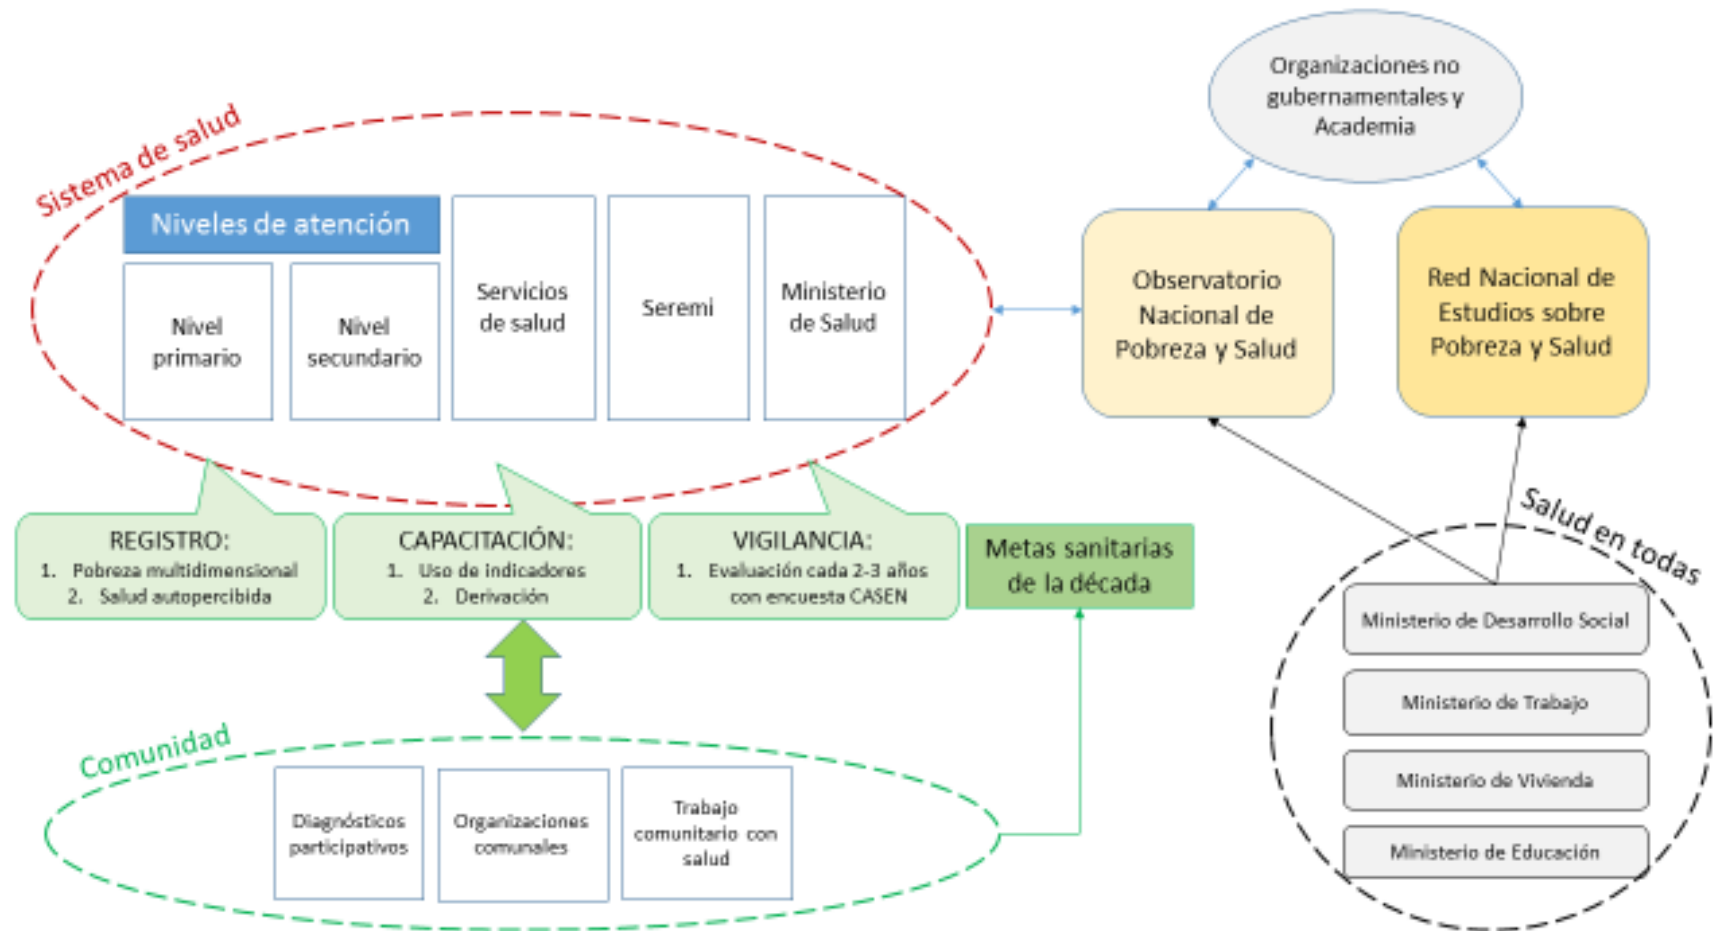 Organizaciones no
gubernamentales y
Academia
Sistema de salud
Niveles de atención
Nivel
primario
Nivel
secundario
Servicios
de salud
Seremi
Ministerio
de Salud
Observatorio
Nacional de
Pobreza y Salud
Red Nacional de
Estudios sobre
Pobreza y Salud
REGISTRO:
1. Pobreza multidimensional
2. Salud autopercibida
CAPACITACIÓN:
1. Uso de indicadores
2. Derivación
VIGILANCIA:
1. Evaluación cada 2-3 años
con encuesta CASEN
Metas sanitarias
de la década
Salud en todas
Ministerio de Desarrollo Social
Ministerio de Trabajo
Ministerio de Vivienda
Ministerio de Educación
Comunidad
Diagnósticos
participativos
Organizaciones
comunales
Trabajo
comunitario con
salud